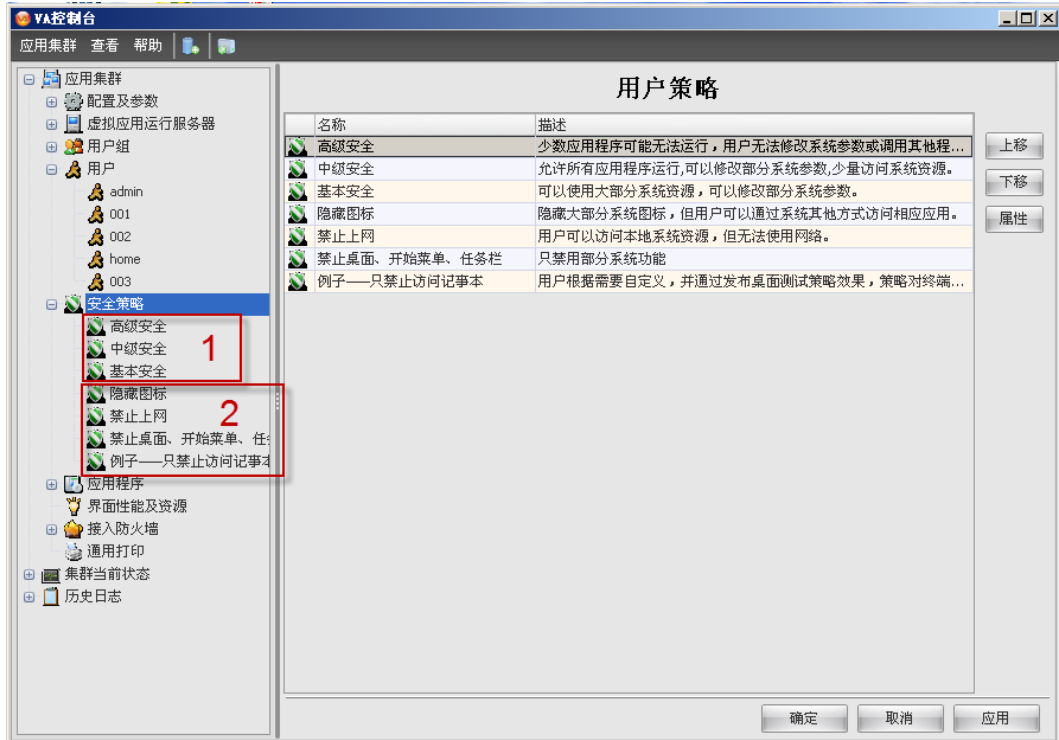 VA控制台
应用集群 查看 帮助
应用集群
配置及参数
虚拟应用运行服务器
用户组
用户
admin
001
002
home
003
安全策略
高级安全
中级安全
基本安全
1
隐藏图标
禁止上网
禁止桌面、开始菜单、任
例子——只禁止访问记事本
2
应用程序
界面性能及资源
接入防火墙
通用打印
集群当前状态
历史日志
用户策略
名称 描述
高级安全 少数应用程序可能无法运行，用户无法修改系统参数或调用其他程...
中级安全 允许所有应用程序运行,可以修改部分系统参数,少量访问系统资源。
基本安全 可以使用大部分系统资源，可以修改部分系统参数。
隐藏图标 隐藏大部分系统图标，但用户可以通过系统其他方式访问相应应用。
禁止上网 用户可以访问本地系统资源，但无法使用网络。
禁止桌面、开始菜单、任务栏 只禁用部分系统功能
例子——只禁止访问记事本 用户根据需要自定义，并通过发布桌面测试策略效果，策略对终端...
上移
下移
属性
确定 取消 应用